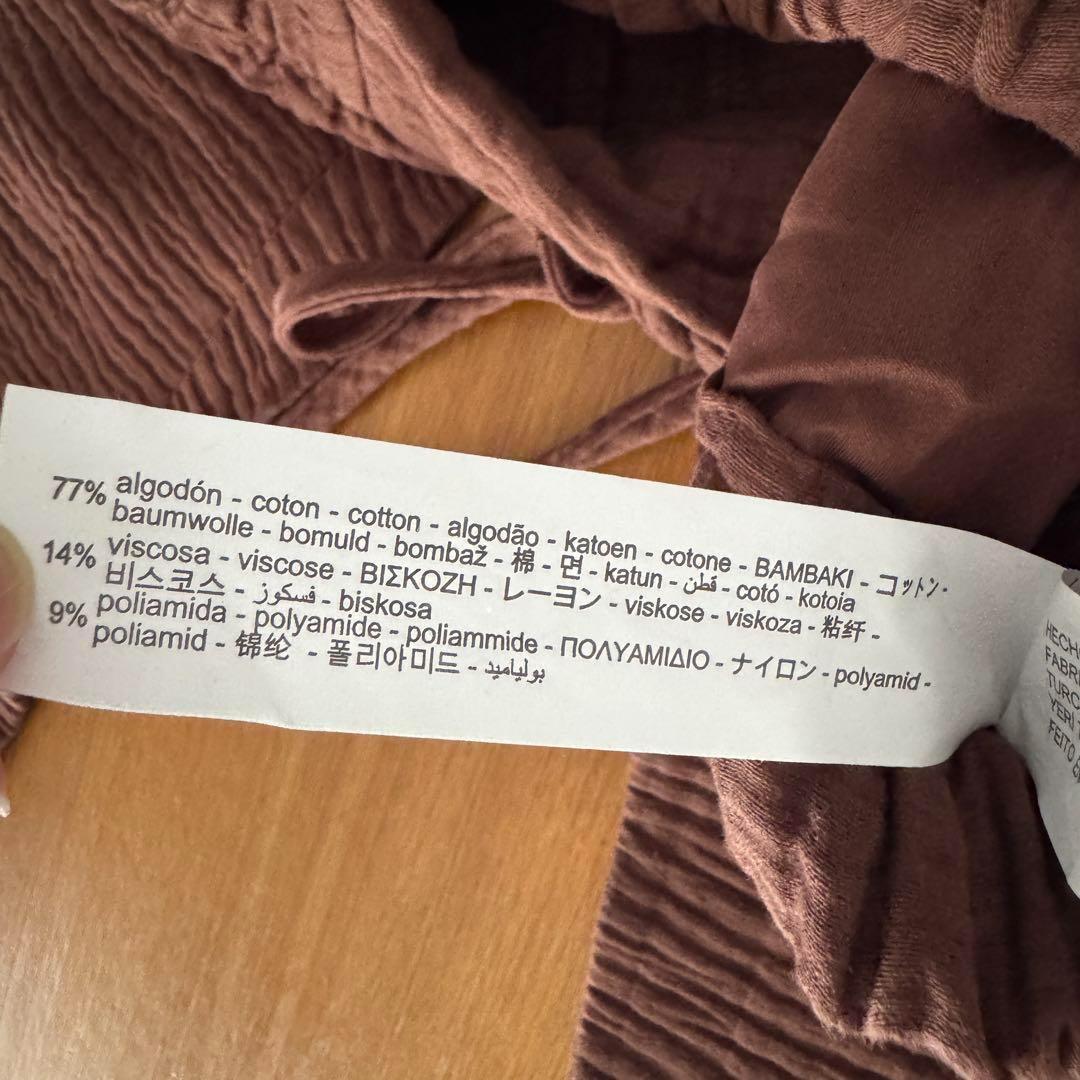 77% algodón - coton - cotton - algodão - katoen - cotone - BAMBAKI - コットン -
baumwolle - bomuld - bombaž - 棉 - 면 - katun - قطن - cotó - kotoia
14% viscosa - viscose - ΒΙΣΚΟΖΗ - レーヨン - viskose - viskoza - 粘纤 -
비스코스 - فسكوز - biskosa
9% poliamida - polyamide - poliammide - ΠΟΛΥΑΜΙΔΙΟ - ナイロン - polyamid -
poliamid - 锦纶 - 폴리아미드 - بولياميد
FEITO